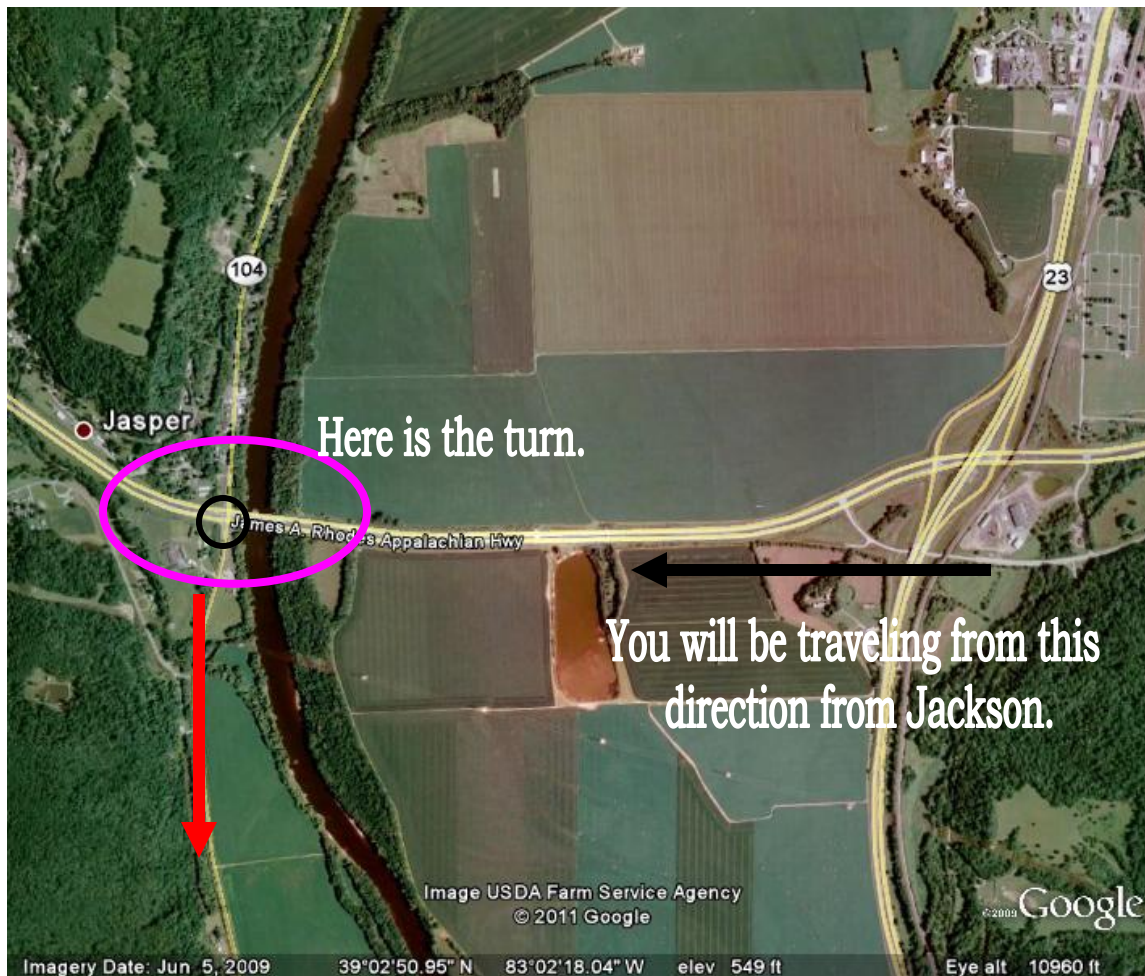 104
23
Jasper
Here is the turn.
James A. Rhodes Appalachian Hwy
You will be traveling from this
direction from Jackson.
Image USDA Farm Service Agency
© 2011 Google
©2009 Google
Imagery Date: Jun 5, 2009 39°02'50.95" N 83°02'18.04" W elev 549 ft Eye alt 10960 ft